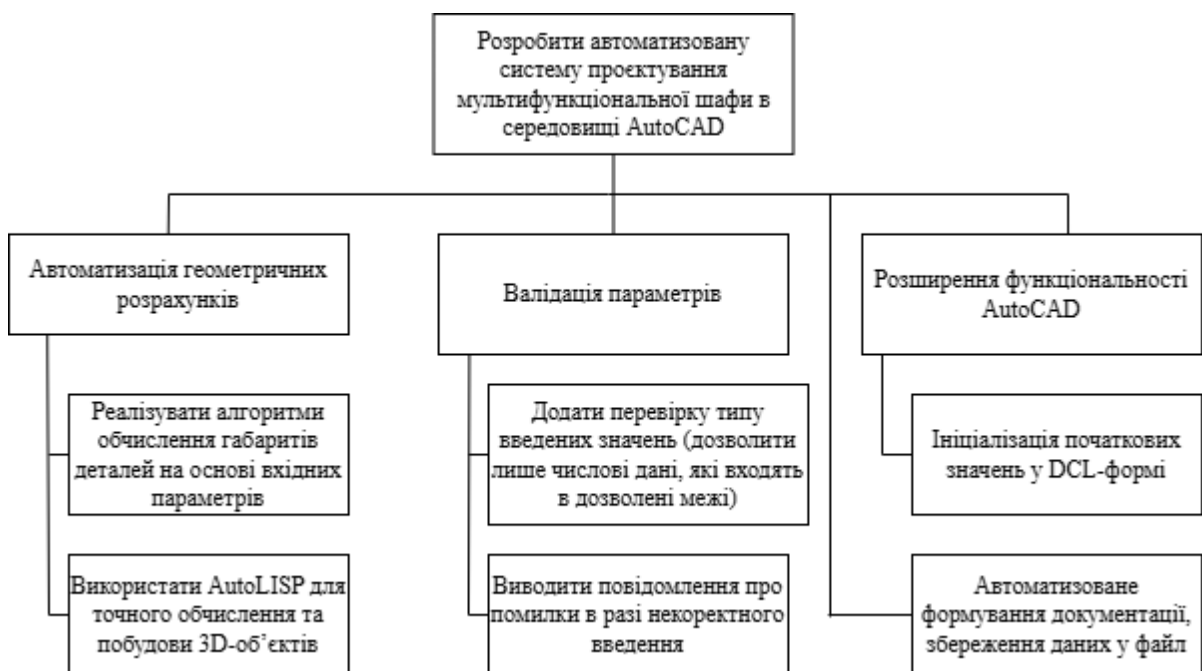 Розробити автоматизовану
систему проєктування
мультифункціональної шафи в
середовищі AutoCAD
Автоматизація геометричних
розрахунків
Валідація параметрів
Розширення функціональності
AutoCAD
Реалізувати алгоритми
обчислення габаритів
деталей на основі вхідних
параметрів
Додати перевірку типу
введених значень (дозволити
лише числові дані, які входять
в дозволені межі)
Ініціалізація початкових
значень у DCL-формі
Використати AutoLISP для
точного обчислення та
побудови 3D-об’єктів
Виводити повідомлення про
помилки в разі некоректного
введення
Автоматизоване
формування документації,
збереження даних у файл